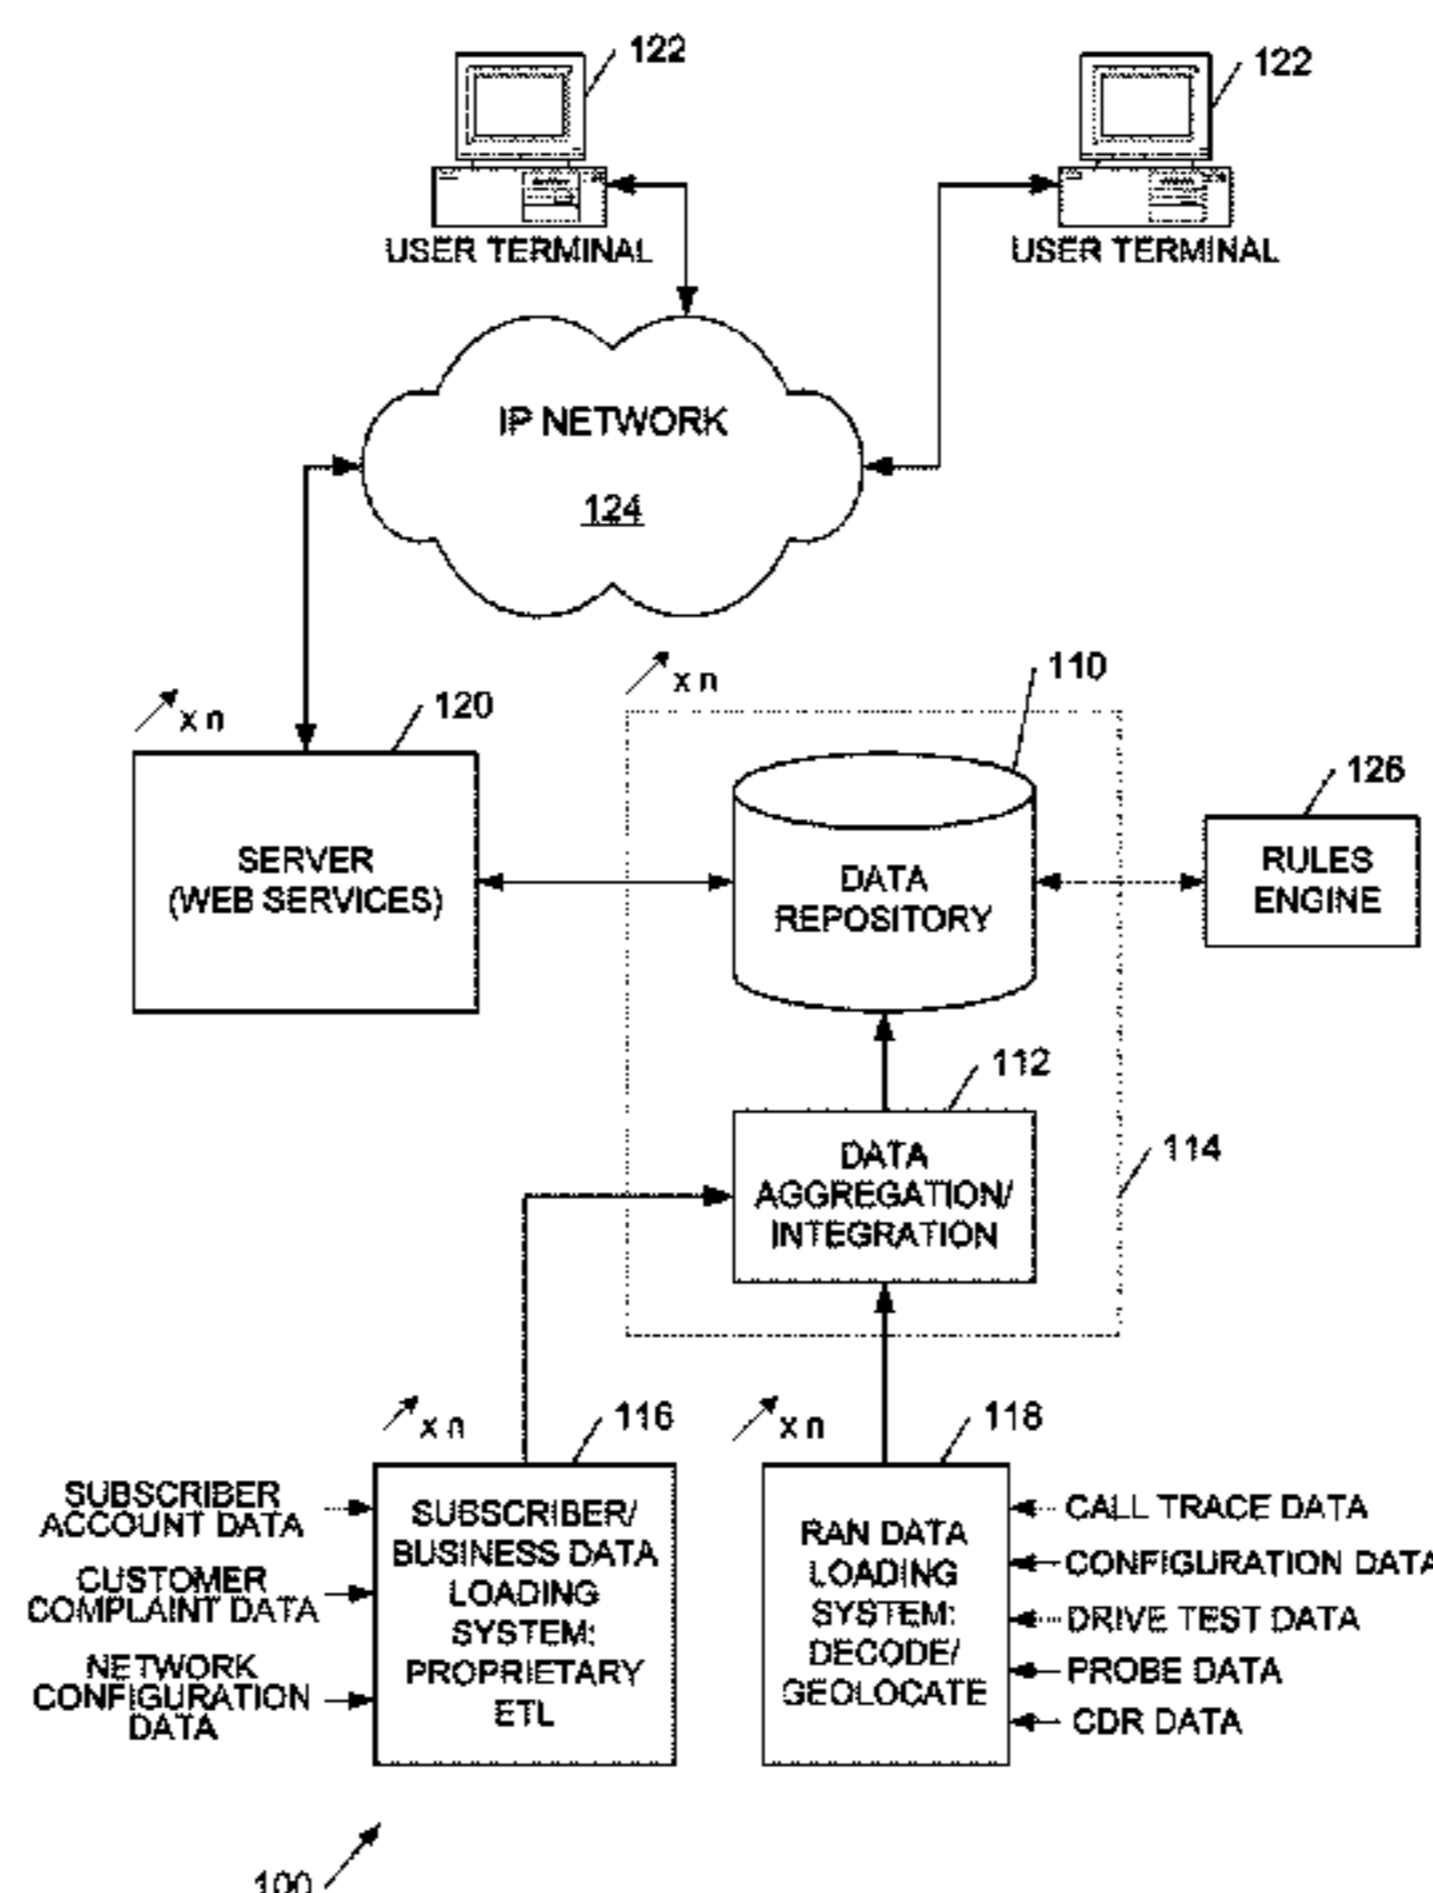 122
122
USER TERMINAL
USER TERMINAL
IP NETWORK
124
x n
x n
110
120
126
SERVER
(WEB SERVICES)
DATA
REPOSITORY
RULES
ENGINE
112
DATA
AGGREGATION/
INTEGRATION
114
x n
116
x n
118
SUBSCRIBER
ACCOUNT DATA
CUSTOMER
COMPLAINT DATA
NETWORK
CONFIGURATION
DATA
SUBSCRIBER/
BUSINESS DATA
LOADING
SYSTEM:
PROPRIETARY
ETL
RAN DATA
LOADING
SYSTEM:
DECODE/
GEOLOCATE
CALL TRACE DATA
CONFIGURATION DATA
DRIVE TEST DATA
PROBE DATA
CDR DATA
100